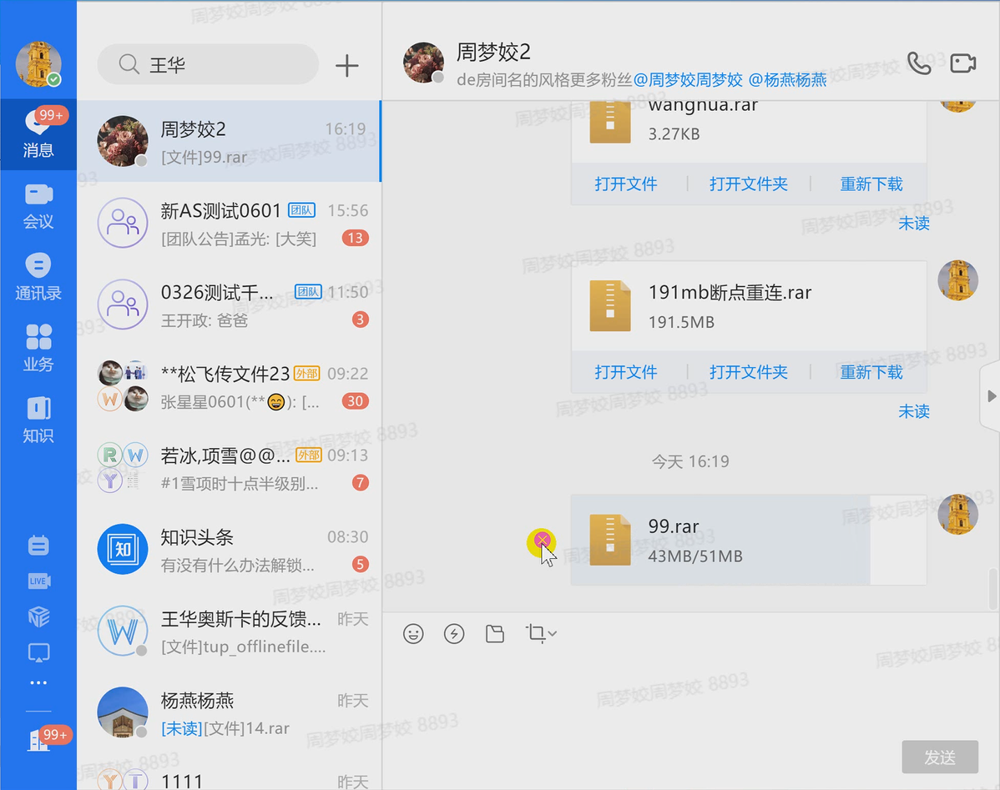 99+
消息
会议
通讯录
业务
知识
LIVE
99+
王华
周梦姣2
16:19
[文件]99.rar
新AS测试0601
团队
15:56
[团队公告]孟光: [大笑]
13
0326测试千...
团队
11:50
王开政: 爸爸
3
**松飞传文件23
外部
09:22
张星星0601(**😄): [...
30
W
若冰,项雪@@...
外部
09:13
#1雪项时十点半级别...
7
R
W
Y
知识头条
08:30
有没有什么办法解锁...
5
知
王华奥斯卡的反馈...
昨天
[文件]tup_offlinefile....
W
杨燕杨燕
昨天
[未读][文件]14.rar
1111
昨天
Y
T
周梦姣2
de房间名的风格更多粉丝@周梦姣周梦姣 @杨燕杨燕
wanghua.rar
3.27KB
打开文件
打开文件夹
重新下载
未读
191mb断点重连.rar
191.5MB
打开文件
打开文件夹
重新下载
未读
今天 16:19
99.rar
43MB/51MB
发送
周梦姣周梦姣 8893